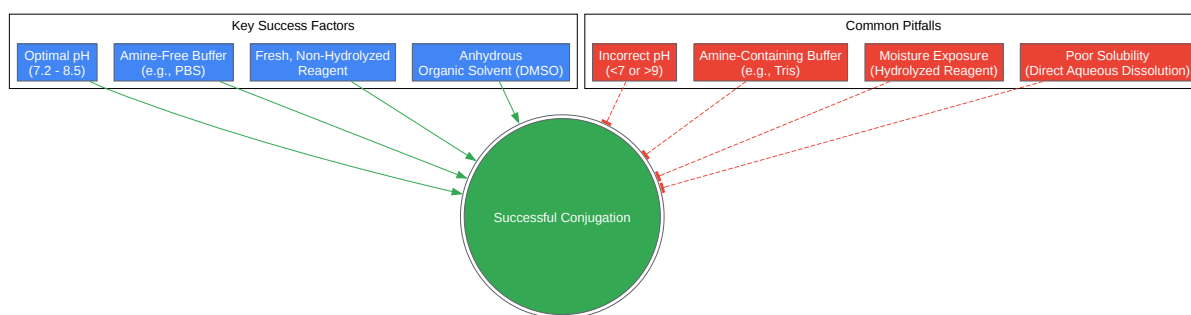 Key Success Factors
Optimal pH
(7.2 - 8.5)
Amine-Free Buffer
(e.g., PBS)
Fresh, Non-Hydrolyzed
Reagent
Anhydrous
Organic Solvent (DMSO)
Common Pitfalls
Incorrect pH
(<7 or >9)
Amine-Containing Buffer
(e.g., Tris)
Moisture Exposure
(Hydrolyzed Reagent)
Poor Solubility
(Direct Aqueous Dissolution)
Successful Conjugation